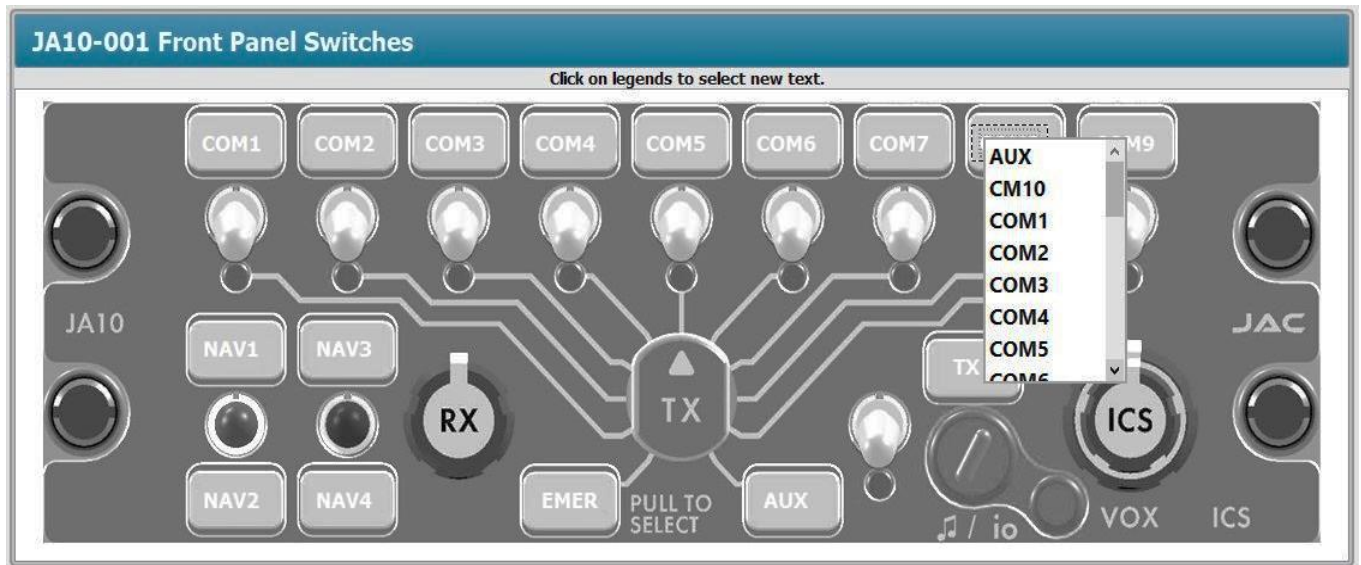 JA10-001 Front Panel Switches
Click on legends to select new text.
COM1 COM2 COM3 COM4 COM5 COM6 COM7
AUX
CM10
COM1
COM2
COM3
COM4
COM5
JA10
JAC
NAV1 NAV3
TX
RX
TX
ICS
NAV2 NAV4
EMER
PULL TO
SELECT
AUX
♫/ io
VOX
ICS